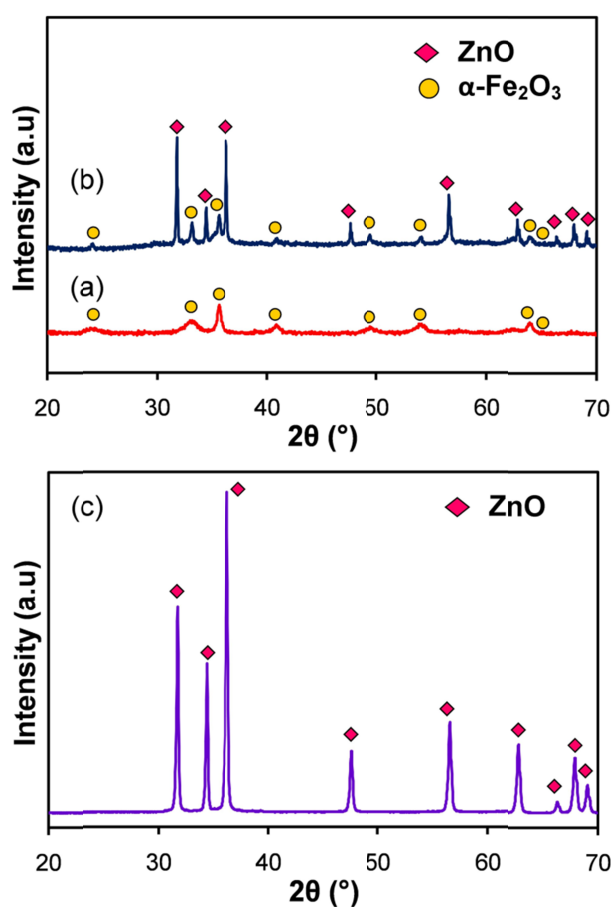 ZnO
α-Fe₂O₃
Intensity (a.u)
(b)
(a)
20 30 40 50 60 70
2θ (°)
(c)
ZnO
Intensity (a.u)
20 30 40 50 60 70
2θ (°)